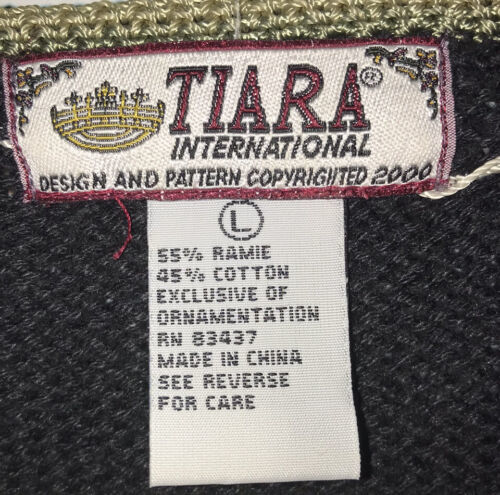 TIARA®
INTERNATIONAL
DESIGN AND PATTERN COPYRIGHTED 2000
L
55% RAMIE
45% COTTON
EXCLUSIVE OF
ORNAMENTATION
RN 83437
MADE IN CHINA
SEE REVERSE
FOR CARE